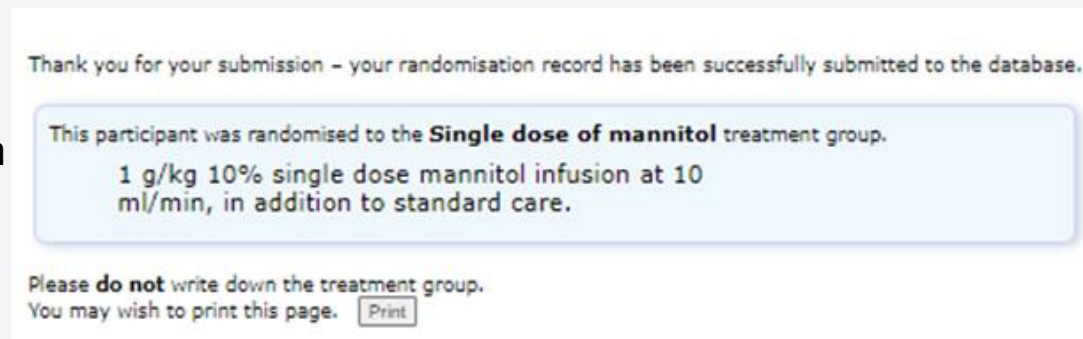 Thank you for your submission – your randomisation record has been successfully submitted to the database.
This participant was randomised to the Single dose of mannitol treatment group.
1 g/kg 10% single dose mannitol infusion at 10
ml/min, in addition to standard care.
Please do not write down the treatment group.
You may wish to print this page. Print